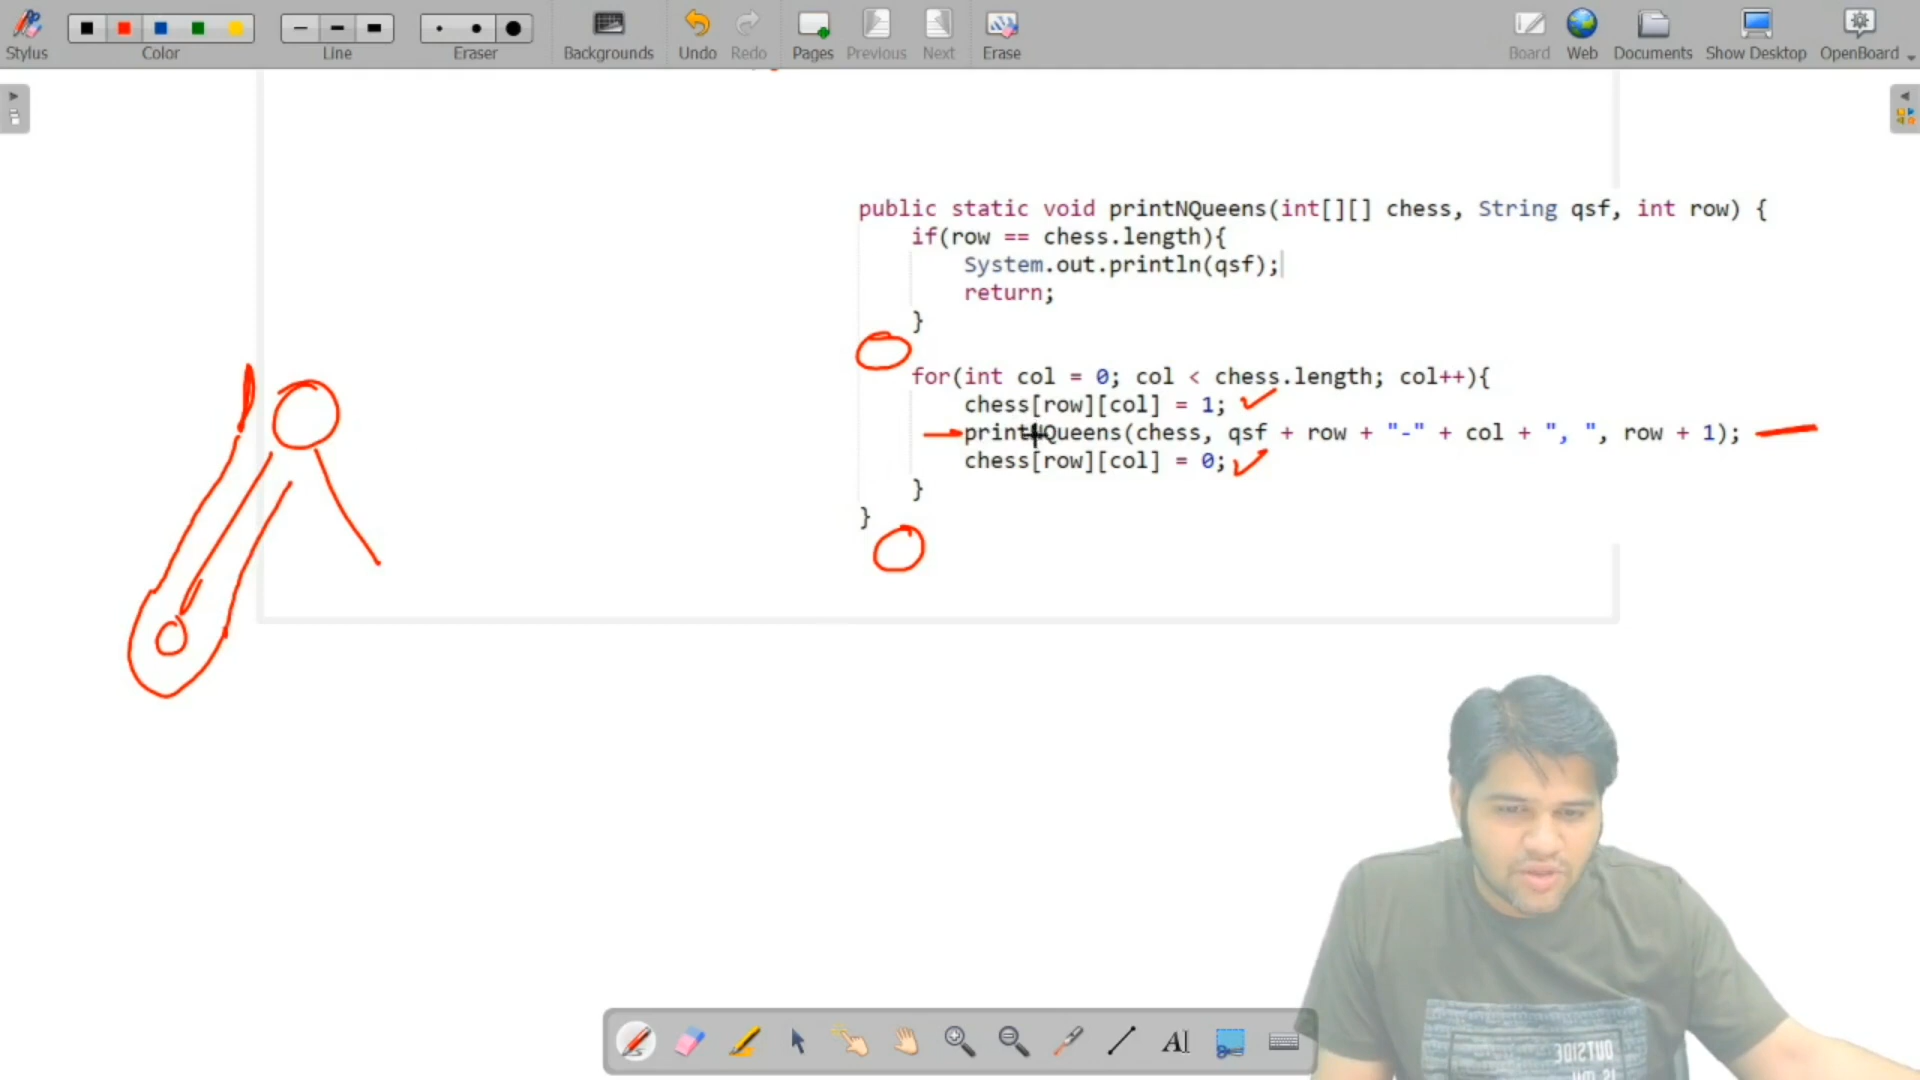 Stylus
Color
Line
Eraser
Backgrounds
Undo
Redo
Pages
Previous
Next
Erase
Board
Web
Documents
Show Desktop
OpenBoard
public static void printNQueens(int[][] chess, String qsf, int row) {
if(row == chess.length){
System.out.println(qsf);
return;
}
for(int col = 0; col < chess.length; col++){
chess[row][col] = 1;
printNQueens(chess, qsf + row + "-" + col + ", ", row + 1);
chess[row][col] = 0;
}
}
AI
OUTSIDE